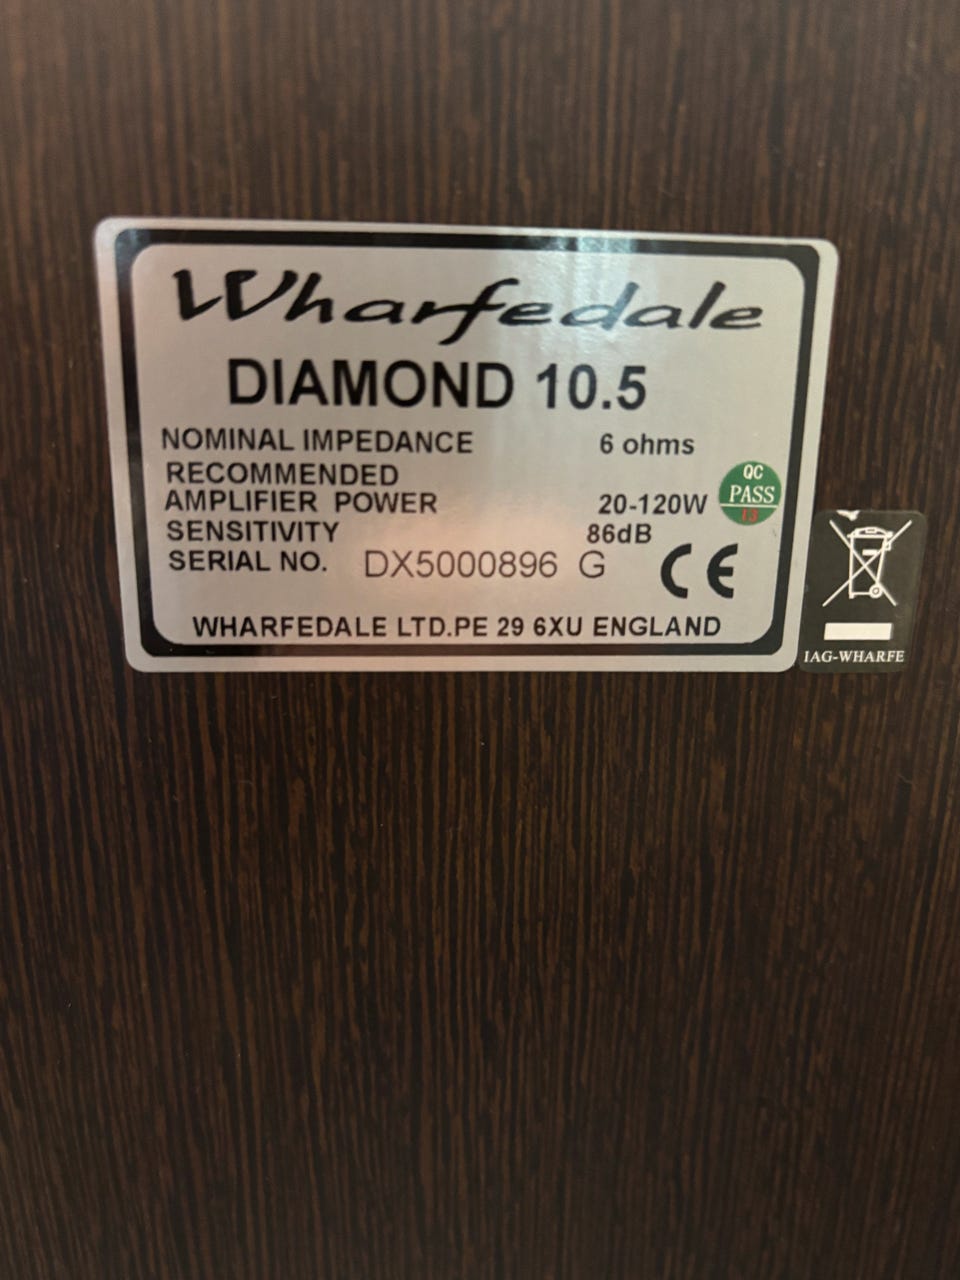 Wharfedale
DIAMOND 10.5
NOMINAL IMPEDANCE 6 ohms
RECOMMENDED
AMPLIFIER POWER 20-120W
SENSITIVITY 86dB
SERIAL NO. DX5000896 G
CE
WHARFEDALE LTD.PE 29 6XU ENGLAND
QC
PASS
13
IAG-WHARFE